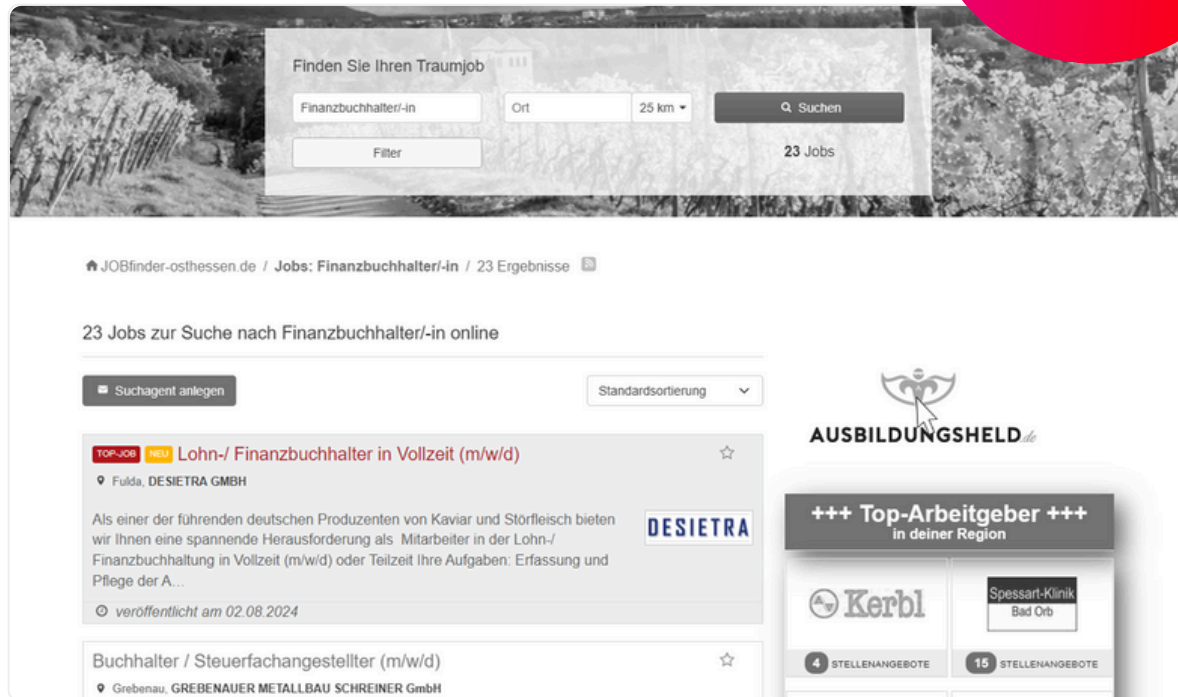 Finden Sie Ihren Traumjob
Finanzbuchhalter/-in
Ort
25 km
Suchen
Filter
23 Jobs
JOBfinder-osthessen.de / Jobs: Finanzbuchhalter/-in / 23 Ergebnisse
23 Jobs zur Suche nach Finanzbuchhalter/-in online
Suchagent anlegen
Standardsortierung
TOP-JOB NEU Lohn-/ Finanzbuchhalter in Vollzeit (m/w/d)
Fulda, DESIETRA GMBH
Als einer der führenden deutschen Produzenten von Kaviar und Störfleisch bieten
wir Ihnen eine spannende Herausforderung als Mitarbeiter in der Lohn-/
Finanzbuchhaltung in Vollzeit (m/w/d) oder Teilzeit Ihre Aufgaben: Erfassung und
Pflege der A...
DESIETRA
veröffentlicht am 02.08.2024
Buchhalter / Steuerfachangestellter (m/w/d)
Grebenau, GREBENAUER METALLBAU SCHREINER GmbH
AUSBILDUNGSHELD.de
+++ Top-Arbeitgeber +++
in deiner Region
Kerbl
4 STELLENANGEBOTE
Spessart-Klinik
Bad Orb
15 STELLENANGEBOTE